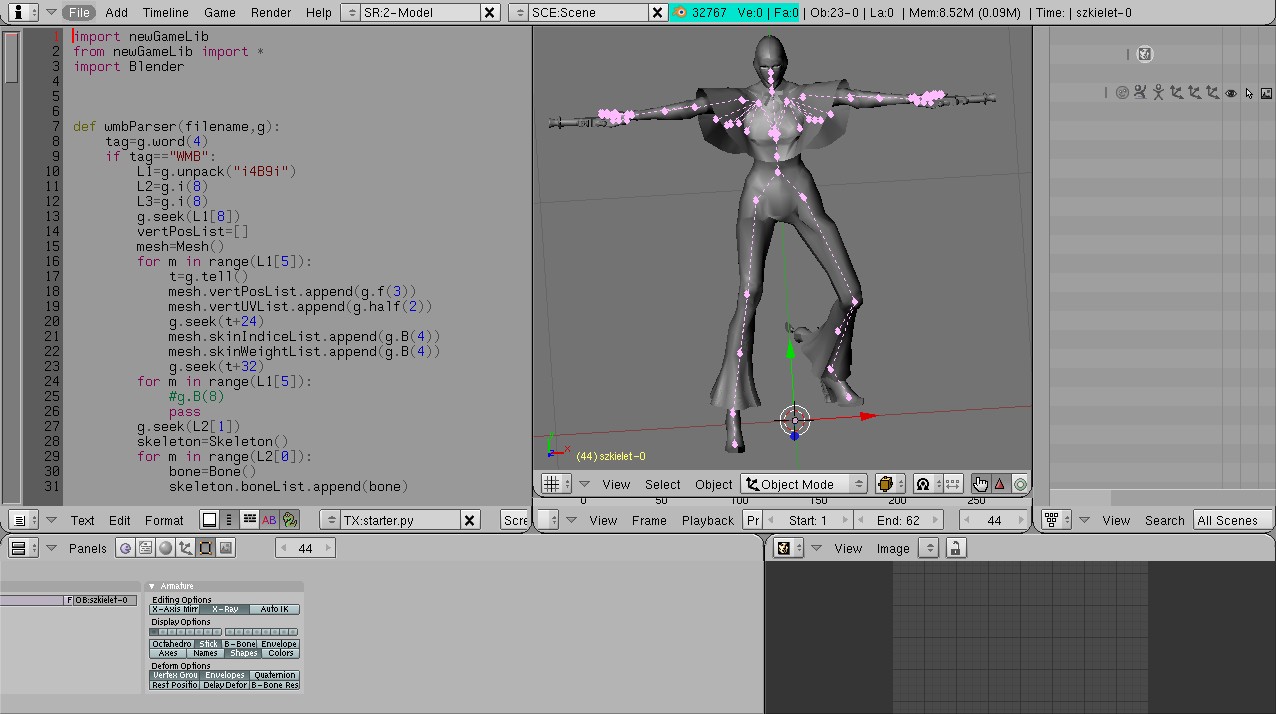 File Add Timeline Game Render Help SR:2-Model SCE:Scene 32767 Ve:0 | Fa:0 | Ob:23-0 | La:0 | Mem:8.52M (0.09M) | Time: | szkielet-0
1 import newGameLib
2 from newGameLib import *
3 import Blender
4
5
6
7 def wmbParser(filename,g):
8 tag=g.word(4)
9 if tag=="WMB":
10 L1=g.unpack("i4B9i")
11 L2=g.i(8)
12 L3=g.i(8)
13 g.seek(L1[8])
14 vertPosList=[]
15 mesh=Mesh()
16 for m in range(L1[5]):
17 t=g.tell()
18 mesh.vertPosList.append(g.f(3))
19 mesh.vertUVList.append(g.half(2))
20 g.seek(t+24)
21 mesh.skinIndiceList.append(g.B(4))
22 mesh.skinWeightList.append(g.B(4))
23 g.seek(t+32)
24 for m in range(L1[5]):
25 #g.B(8)
26 pass
27 g.seek(L2[1])
28 skeleton=Skeleton()
29 for m in range(L2[0]):
30 bone=Bone()
31 skeleton.boneList.append(bone)
x
(44) szkielet-0
View Select Object Object Mode
0 50 100 150 200 250
Text Edit Format AB TX:starter.py Scre
View Frame Playback Pr Start: 1 End: 62 44
View Search All Scenes
Panels 44
View Image
F OB:szkielet-0
Armature
Editing Options
X-Axis Mirr X-Ray Auto IK
Display Options
Octahedro Stick B-Bone Envelope
Axes Names Shapes Colors
Deform Options
Vertex Grou Envelopes Quaternion
Rest Positio Delay Defor B-Bone Res